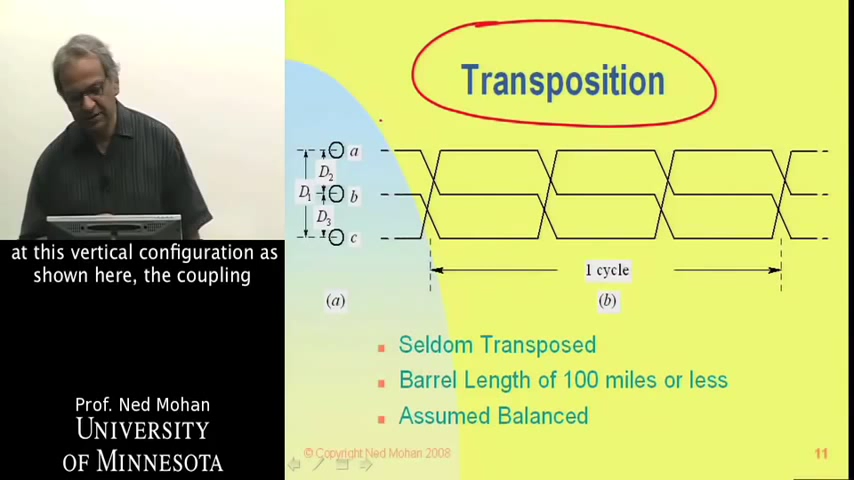 Transposition
a
D2
D1
b
D3
c
1 cycle
(a)
(b)
at this vertical configuration as
shown here, the coupling
Seldom Transposed
Barrel Length of 100 miles or less
Assumed Balanced
Prof. Ned Mohan
UNIVERSITY
OF MINNESOTA
© Copyright Ned Mohan 2008
11